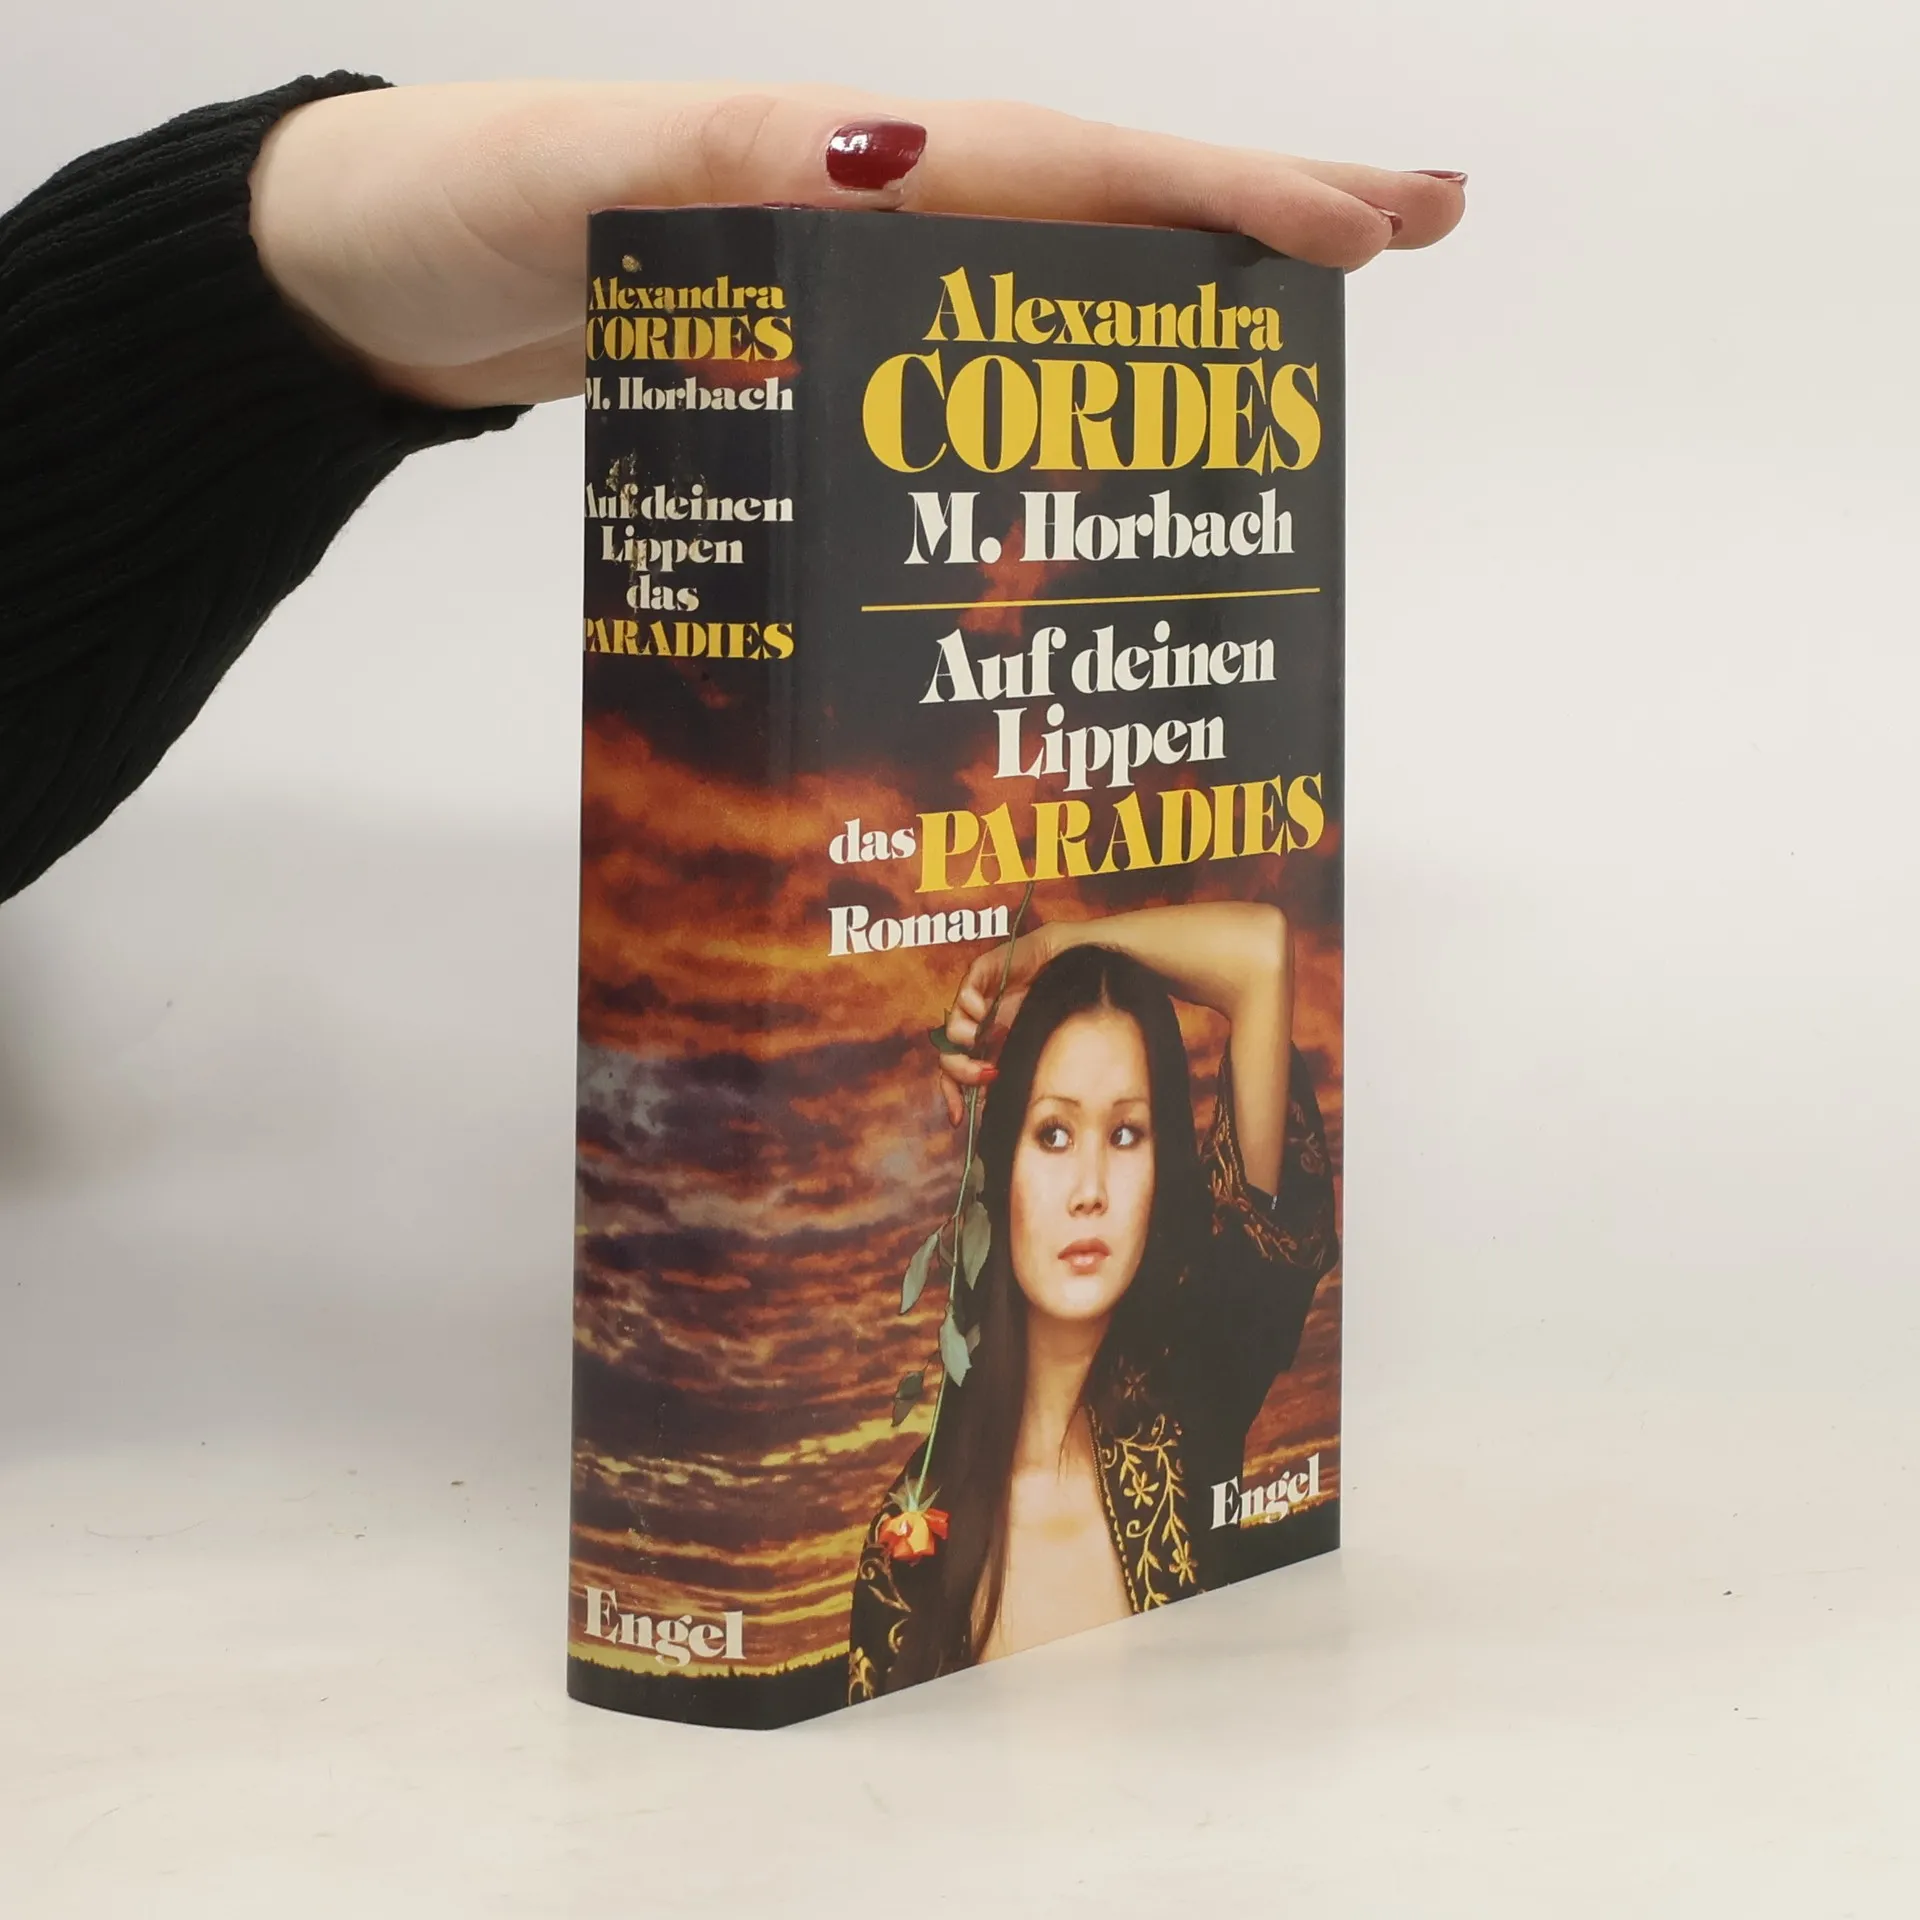 Alexandra
CORDES
M. Horbach
Auf deinen
Lippen
das
PARADIES
Engel
Alexandra
CORDES
M. Horbach
Auf deinen
Lippen
das PARADIES
Roman
Engel